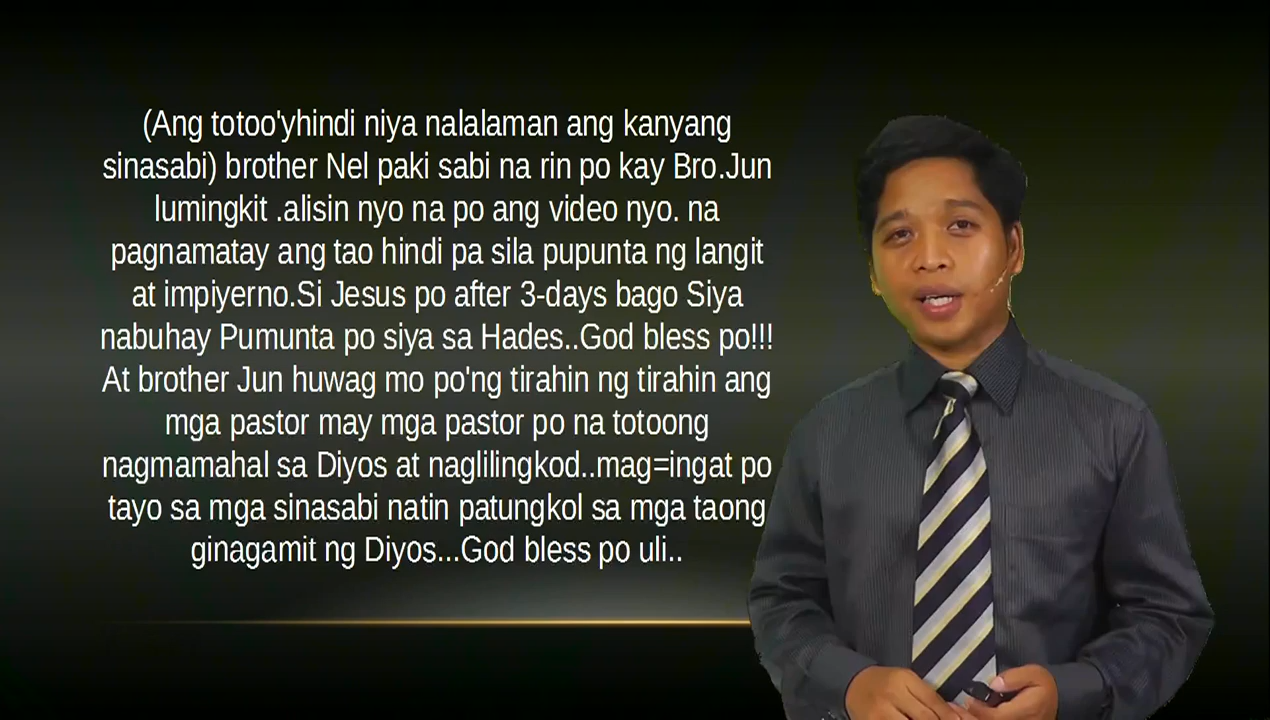 (Ang totoo'yhindi niya nalalaman ang kanyang
sinasabi) brother Nel paki sabi na rin po kay Bro.Jun
lumingkit .alisin nyo na po ang video nyo. na
pagnamatay ang tao hindi pa sila pupunta ng langit
at impiyerno.Si Jesus po after 3-days bago Siya
nabuhay Pumunta po siya sa Hades..God bless po!!!
At brother Jun huwag mo po'ng tirahin ng tirahin ang
mga pastor may mga pastor po na totoong
nagmamahal sa Diyos at naglilingkod..mag=ingat po
tayo sa mga sinasabi natin patungkol sa mga taong
ginagamit ng Diyos...God bless po uli..